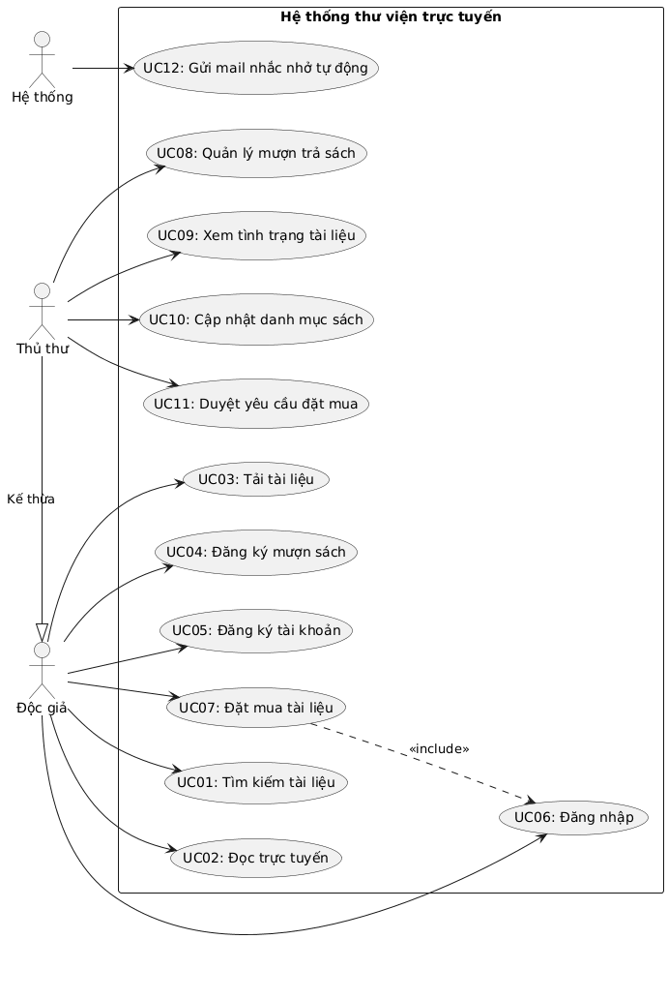 Hệ thống thư viện trực tuyến
Hệ thống
UC12: Gửi mail nhắc nhở tự động
UC08: Quản lý mượn trả sách
UC09: Xem tình trạng tài liệu
Thủ thư
UC10: Cập nhật danh mục sách
UC11: Duyệt yêu cầu đặt mua
UC03: Tải tài liệu
Kế thừa
UC04: Đăng ký mượn sách
UC05: Đăng ký tài khoản
Độc giả
UC07: Đặt mua tài liệu
«include»
UC01: Tìm kiếm tài liệu
UC06: Đăng nhập
UC02: Đọc trực tuyến